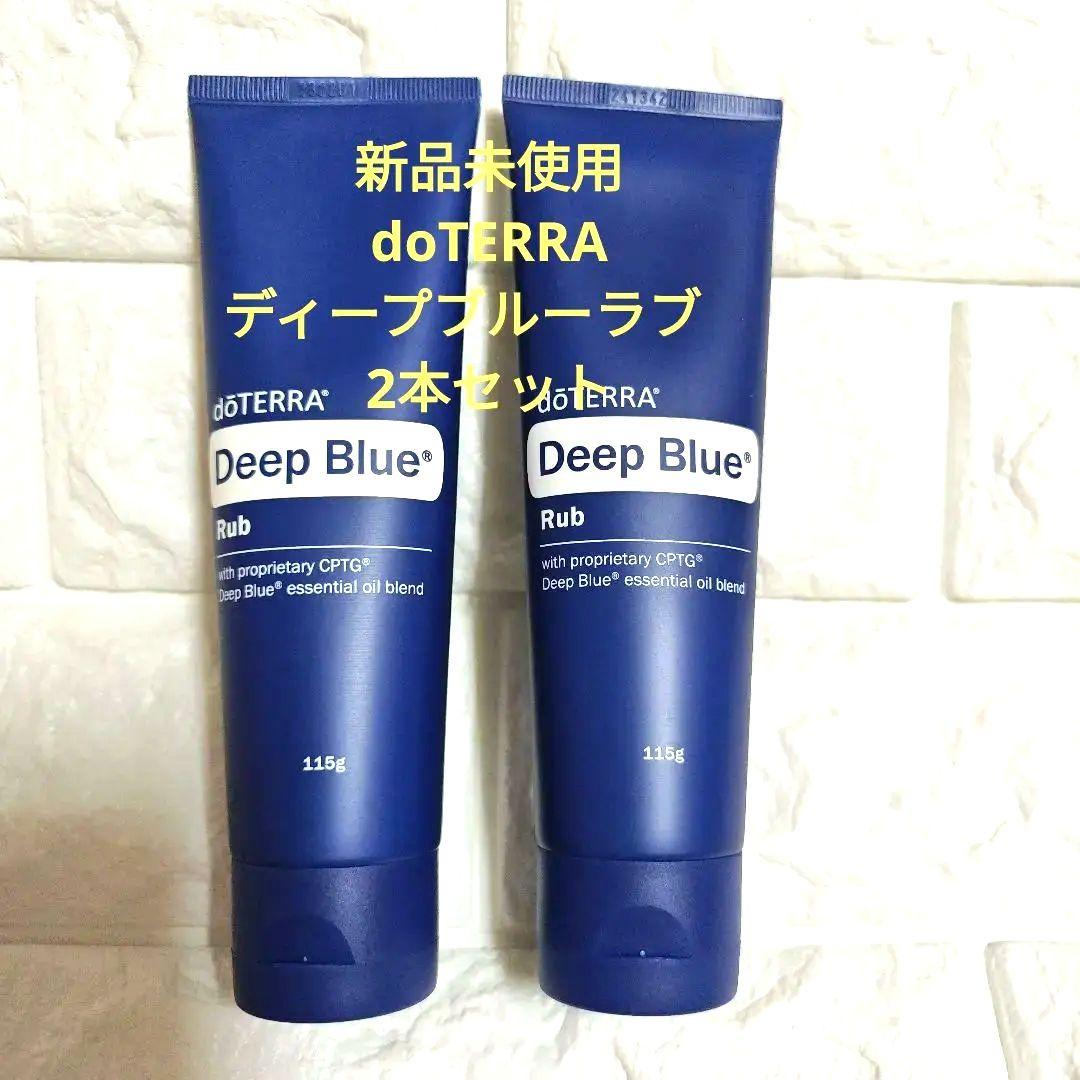 新品未使用
doTERRA
ディープブルーラブ
2本セット
dōTERRA®
Deep Blue®
Rub
with proprietary CPTG®
Deep Blue® essential oil blend
115g
dōTERRA®
Deep Blue®
Rub
with proprietary CPTG®
Deep Blue® essential oil blend
115g